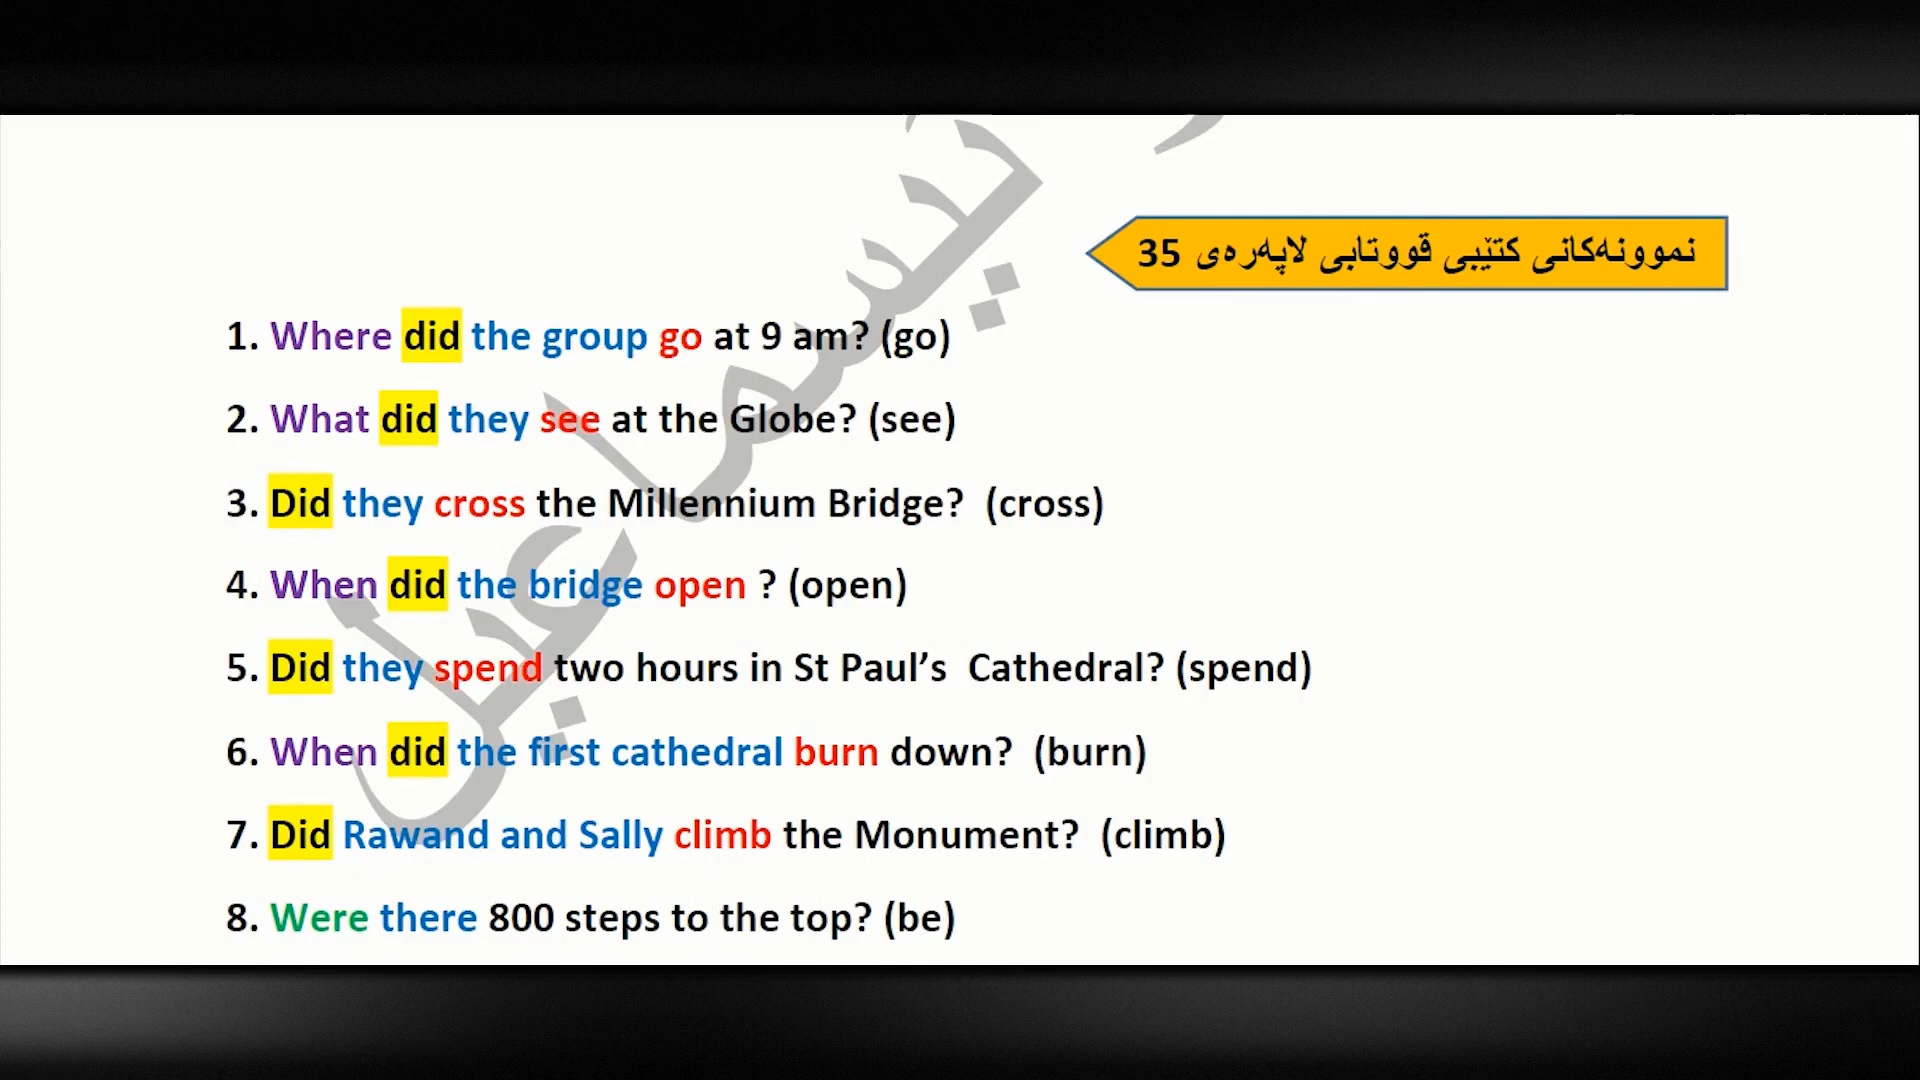 نموونەکانی کتێبی قووتابی لاپەرەی 35
1. Where did the group go at 9 am? (go)
2. What did they see at the Globe? (see)
3. Did they cross the Millennium Bridge? (cross)
4. When did the bridge open ? (open)
5. Did they spend two hours in St Paul’s Cathedral? (spend)
6. When did the first cathedral burn down? (burn)
7. Did Rawand and Sally climb the Monument? (climb)
8. Were there 800 steps to the top? (be)